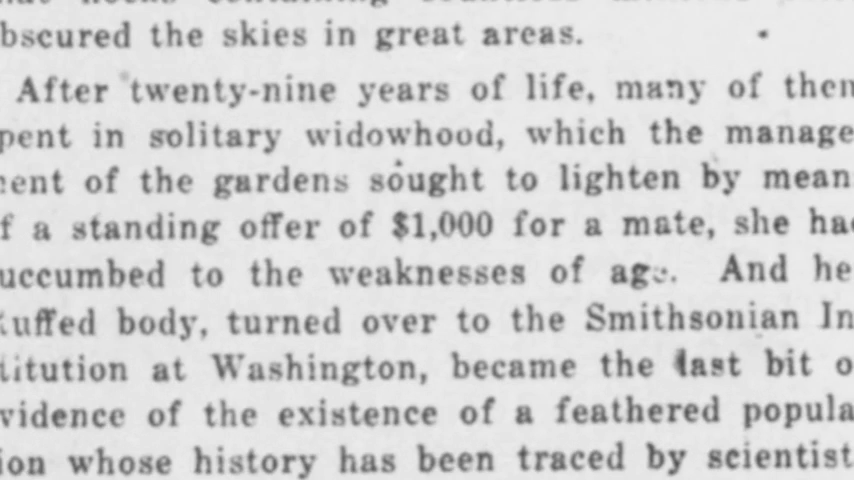 bscured the skies in great areas.
After twenty-nine years of life, many of them
pent in solitary widowhood, which the manage
ent of the gardens sought to lighten by mean
f a standing offer of $1,000 for a mate, she had
uccumbed to the weaknesses of age. And he
tuffed body, turned over to the Smithsonian In
titution at Washington, became the last bit o
vidence of the existence of a feathered popula
ion whose history has been traced by scientist